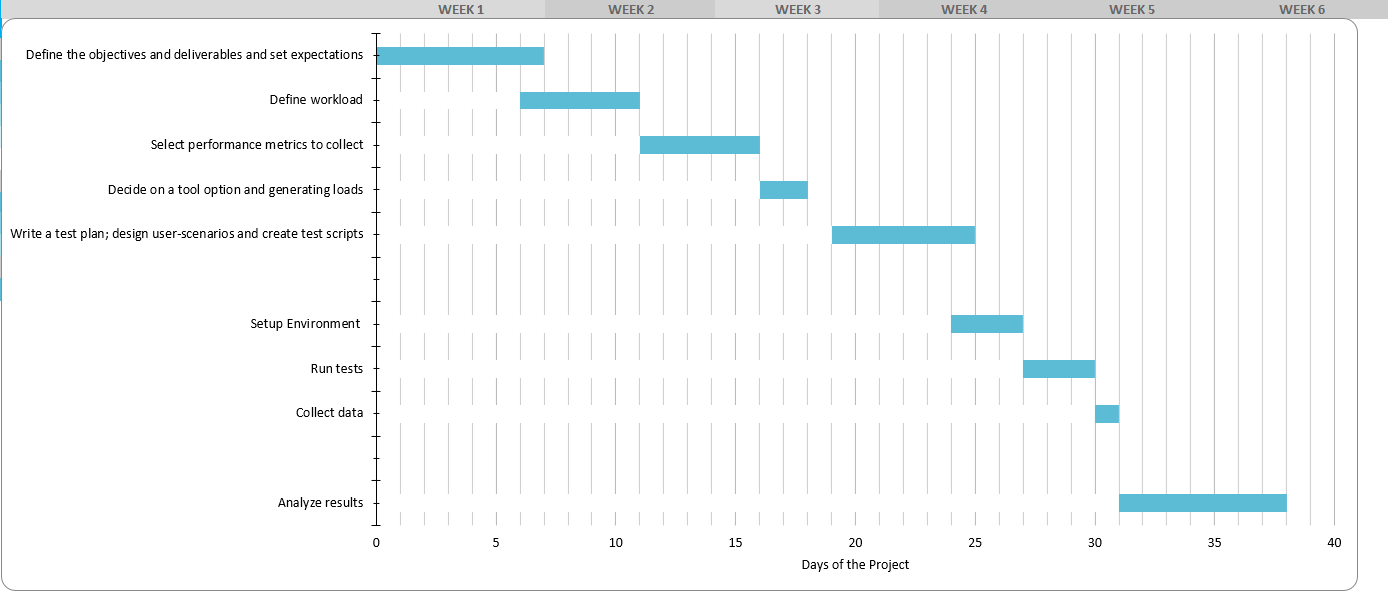 WEEK 1 WEEK 2 WEEK 3 WEEK 4 WEEK 5 WEEK 6
Define the objectives and deliverables and set expectations
Define workload
Select performance metrics to collect
Decide on a tool option and generating loads
Write a test plan; design user-scenarios and create test scripts
Setup Environment
Run tests
Collect data
Analyze results
0 5 10 15 20 25 30 35 40
Days of the Project